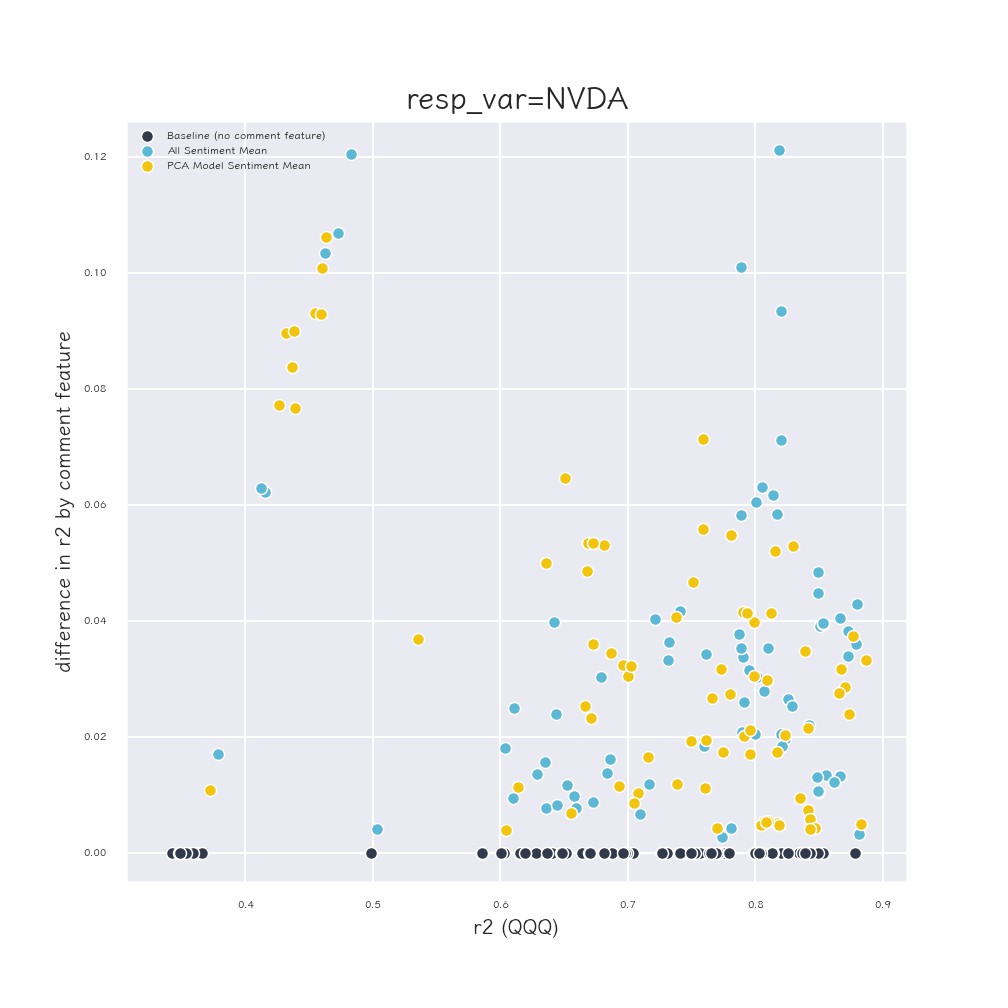 resp_var=NVDA
Baseline (no comment feature)
All Sentiment Mean
PCA Model Sentiment Mean
difference in r2 by comment feature
0.12
0.10
0.08
0.06
0.04
0.02
0.00
0.4 0.5 0.6 0.7 0.8 0.9
r2 (QQQ)